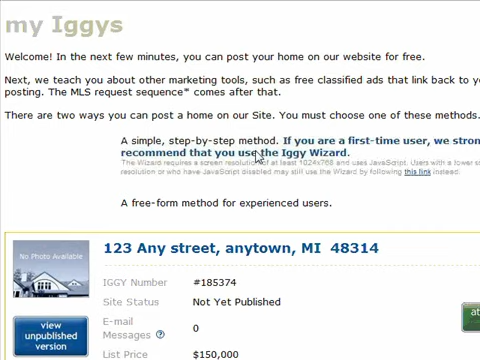 my Iggys
Welcome! In the next few minutes, you can post your home on our website for free.
Next, we teach you about other marketing tools, such as free classified ads that link back to
posting. The MLS request sequence" comes after that.
There are two ways you can post a home on our Site. You must choose one of these methods.
A simple, step-by-step method. If you are a first-time user, we
recommend that you use the Iggy Wizard.
The Wizard requires a screen resolution of at least 1024x768 and uses JavaScript. Users with a lower
resolution or who have JavaScript disabled may still use the Wizard by following this link instead.
A free-form method for experienced users.
No Photo Available
123 Any street, anytown, MI 48314
IGGY Number #185374
Site Status Not Yet Published
E-mail
Messages ? 0
List Price $150,000
view
unpublished
version